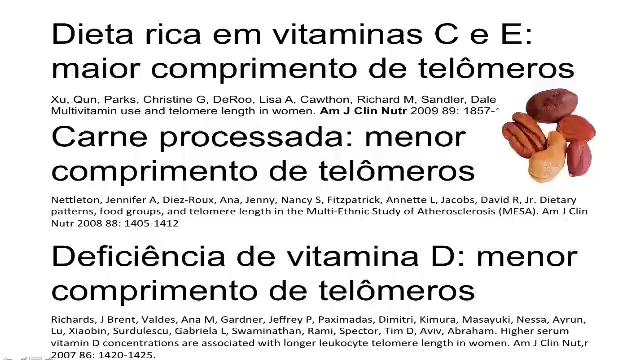 Dieta rica em vitaminas C e E:
maior comprimento de telômeros
Xu, Qun, Parks, Christine G, DeRoo, Lisa A, Cawthon, Richard M, Sandler, Dale
Multivitamin use and telomere length in women. Am J Clin Nutr 2009 89: 1857-
Carne processada: menor
comprimento de telômeros
Nettleton, Jennifer A, Diez-Roux, Ana, Jenny, Nancy S, Fitzpatrick, Annette L, Jacobs, David R, Jr. Dietary
patterns, food groups, and telomere length in the Multi-Ethnic Study of Atherosclerosis (MESA). Am J Clin
Nutr 2008 88: 1405-1412
Deficiência de vitamina D: menor
comprimento de telômeros
Richards, J Brent, Valdes, Ana M, Gardner, Jeffrey P, Paximadas, Dimitri, Kimura, Masayuki, Nessa, Ayrun,
Lu, Xiaobin, Surdulescu, Gabriela L, Swaminathan, Rami, Spector, Tim D, Aviv, Abraham. Higher serum
vitamin D concentrations are associated with longer leukocyte telomere length in women. Am J Clin Nut,r
2007 86: 1420-1425.